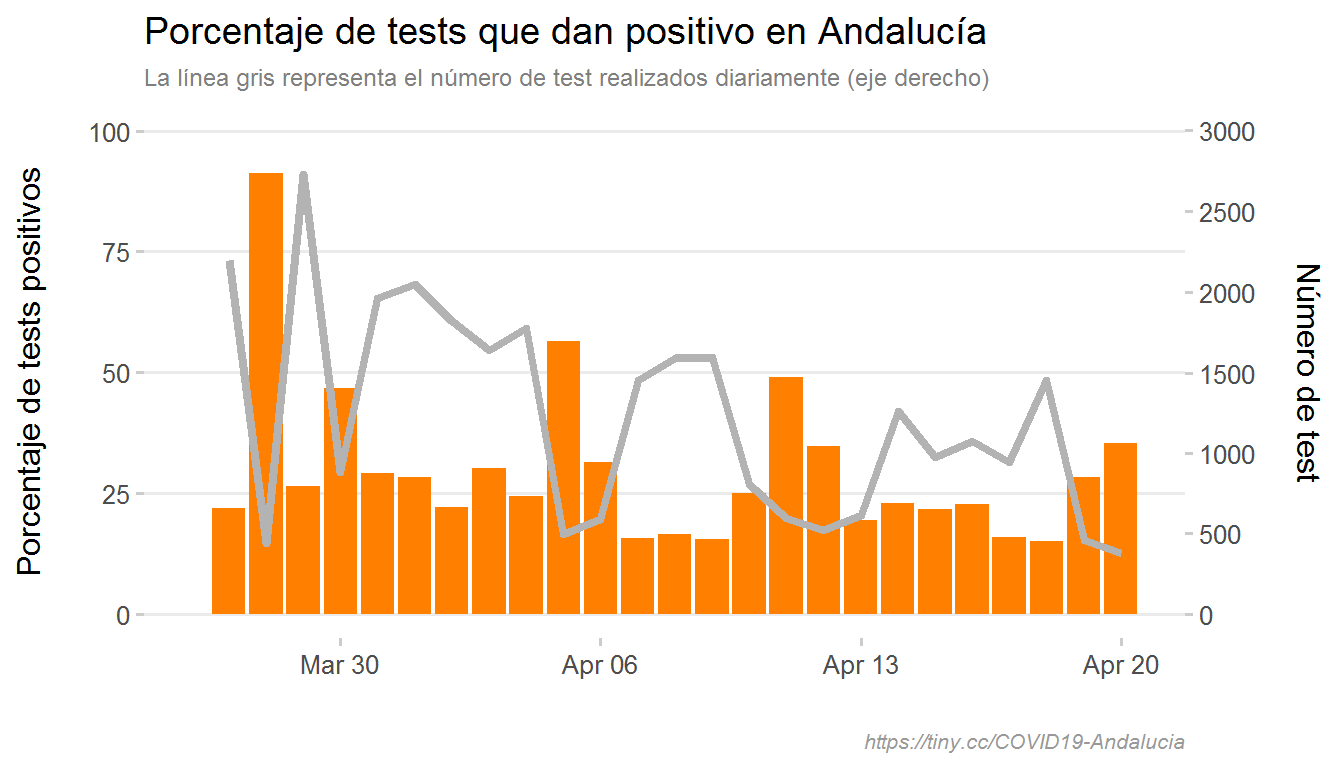 Porcentaje de tests que dan positivo en Andalucía
La línea gris representa el número de test realizados diariamente (eje derecho)
Porcentaje de tests positivos
100
75
50
25
0
3000
2500
2000
1500
1000
500
0
Número de test
Mar 30
Apr 06
Apr 13
Apr 20
https://tiny.cc/COVID19-Andalucia